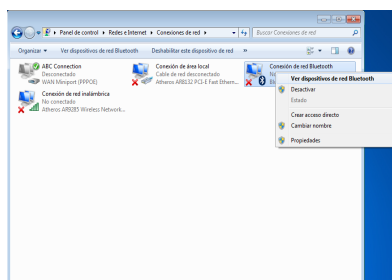 Panel de control ▸ Redes e Internet ▸ Conexiones de red ▸
Buscar Conexiones de red
Organizar
Ver dispositivos de red Bluetooth
Deshabilitar este dispositivo de red
»
ABC Connection
Desconectado
WAN Miniport (PPPOE)
Conexión de área local
Cable de red desconectado
Atheros AR8132 PCI-E Fast Ethern...
Conexión de red Bluetooth
Conexión de red inalámbrica
No conectado
Atheros AR9285 Wireless Network...
Ver dispositivos de red Bluetooth
Desactivar
Estado
Crear acceso directo
Cambiar nombre
Propiedades